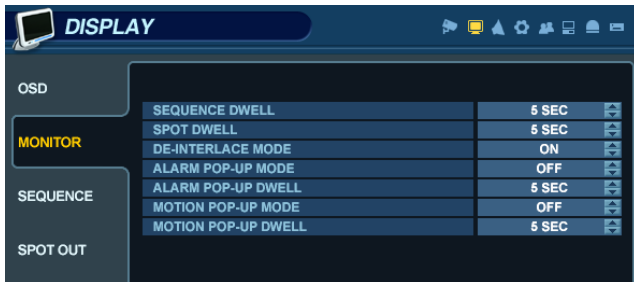 DISPLAY
OSD
MONITOR
SEQUENCE
SPOT OUT
SEQUENCE DWELL 5 SEC
SPOT DWELL 5 SEC
DE-INTERLACE MODE ON
ALARM POP-UP MODE OFF
ALARM POP-UP DWELL 5 SEC
MOTION POP-UP MODE OFF
MOTION POP-UP DWELL 5 SEC